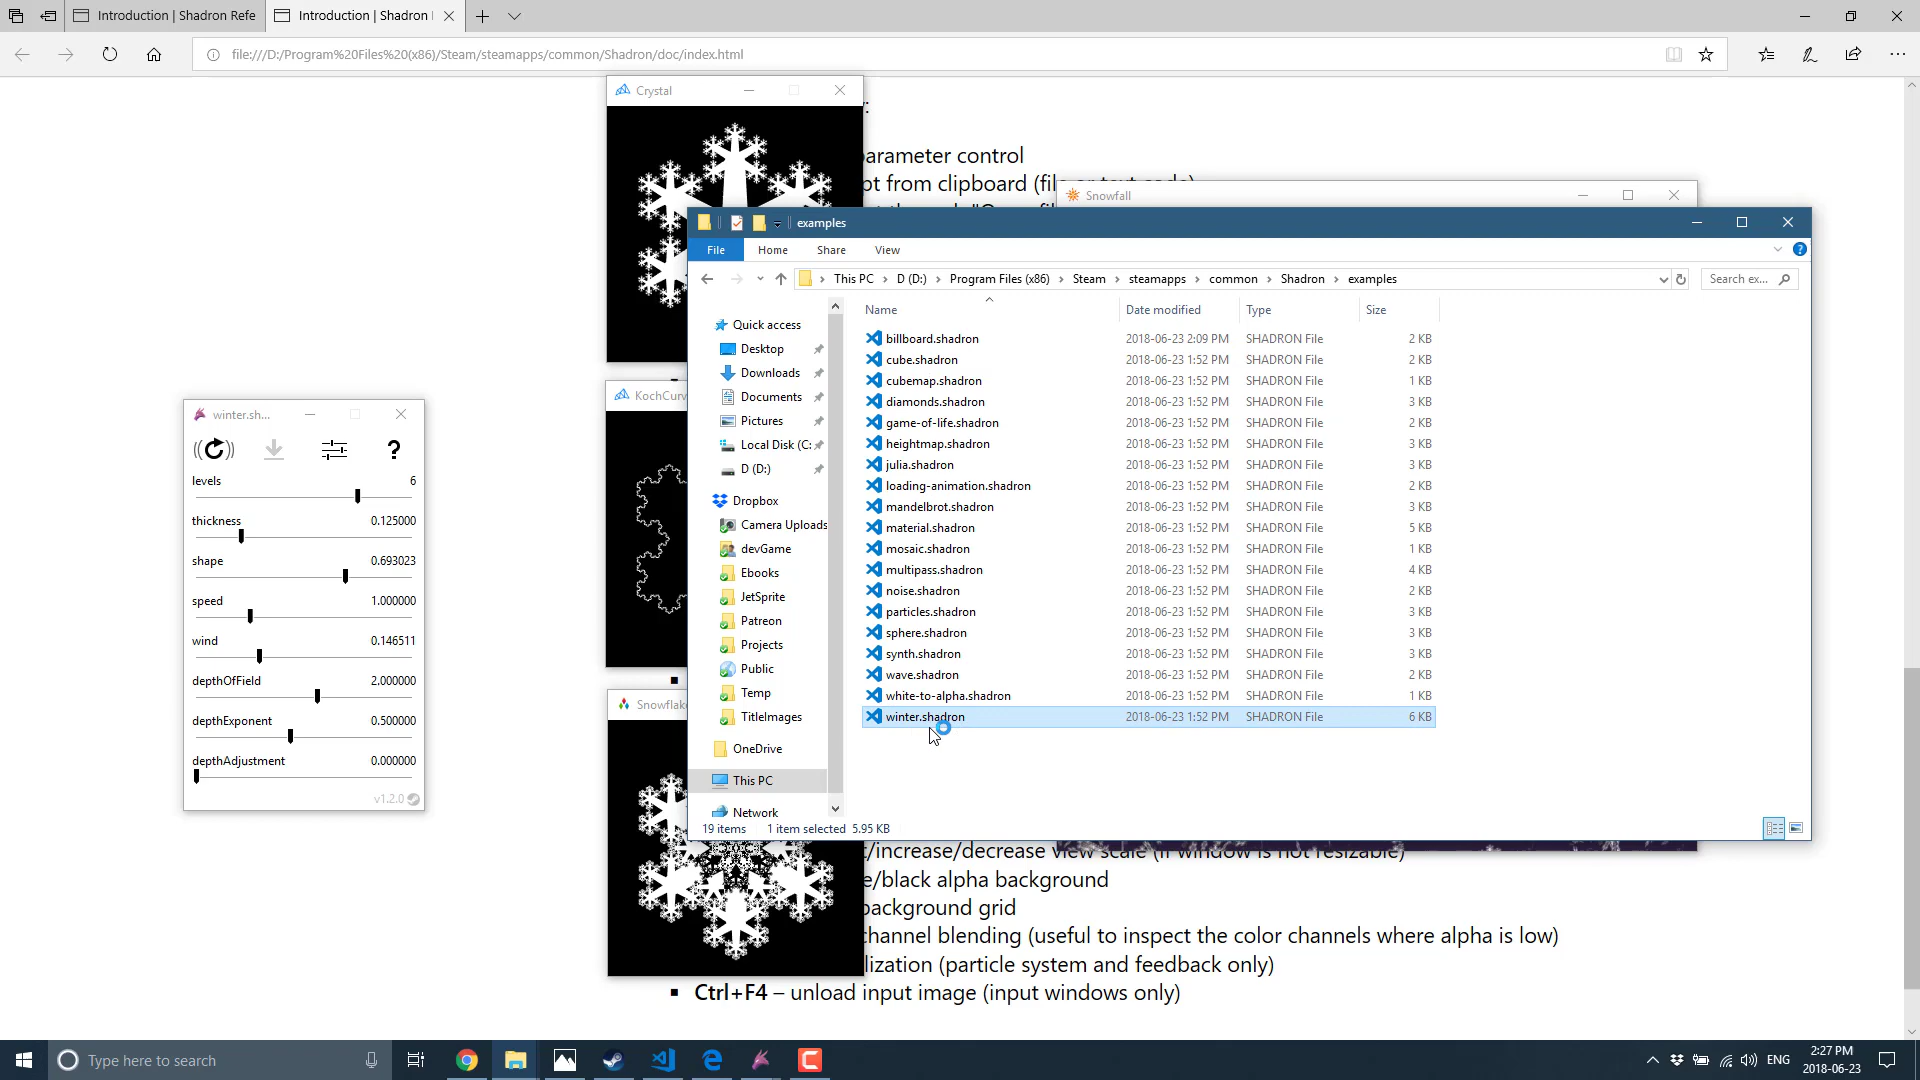 Introduction | Shadron Refe
Introduction | Shadron
file:///D:/Program%20Files%20(x86)/Steam/steamapps/common/Shadron/doc/index.html
Crystal
parameter control
pt from clipboard (file or text code)
Snowfall
examples
File
Home
Share
View
This PC
D (D:)
Program Files (x86)
Steam
steamapps
common
Shadron
examples
Search ex...
Name
Date modified
Type
Size
Quick access
Desktop
Downloads
Documents
Pictures
Local Disk (C:
D (D:)
Dropbox
Camera Uploads
devGame
Ebooks
JetSprite
Patreon
Projects
Public
Temp
TitleImages
OneDrive
This PC
Network
billboard.shadron 2018-06-23 2:09 PM SHADRON File 2 KB
cube.shadron 2018-06-23 1:52 PM SHADRON File 2 KB
cubemap.shadron 2018-06-23 1:52 PM SHADRON File 1 KB
diamonds.shadron 2018-06-23 1:52 PM SHADRON File 3 KB
game-of-life.shadron 2018-06-23 1:52 PM SHADRON File 2 KB
heightmap.shadron 2018-06-23 1:52 PM SHADRON File 3 KB
julia.shadron 2018-06-23 1:52 PM SHADRON File 3 KB
loading-animation.shadron 2018-06-23 1:52 PM SHADRON File 2 KB
mandelbrot.shadron 2018-06-23 1:52 PM SHADRON File 3 KB
material.shadron 2018-06-23 1:52 PM SHADRON File 5 KB
mosaic.shadron 2018-06-23 1:52 PM SHADRON File 1 KB
multipass.shadron 2018-06-23 1:52 PM SHADRON File 4 KB
noise.shadron 2018-06-23 1:52 PM SHADRON File 2 KB
particles.shadron 2018-06-23 1:52 PM SHADRON File 3 KB
sphere.shadron 2018-06-23 1:52 PM SHADRON File 3 KB
synth.shadron 2018-06-23 1:52 PM SHADRON File 3 KB
wave.shadron 2018-06-23 1:52 PM SHADRON File 2 KB
white-to-alpha.shadron 2018-06-23 1:52 PM SHADRON File 1 KB
winter.shadron 2018-06-23 1:52 PM SHADRON File 6 KB
19 items 1 item selected 5.95 KB
winter.sh...
?
levels 6
thickness 0.125000
shape 0.693023
speed 1.000000
wind 0.146511
depthOfField 2.000000
depthExponent 0.500000
depthAdjustment 0.000000
v1.2.0
KochCurv
Snowflake
t/increase/decrease view scale (if window is not resizable)
e/black alpha background
background grid
channel blending (useful to inspect the color channels where alpha is low)
lization (particle system and feedback only)
Ctrl+F4 – unload input image (input windows only)
Type here to search
ENG
2:27 PM
2018-06-23